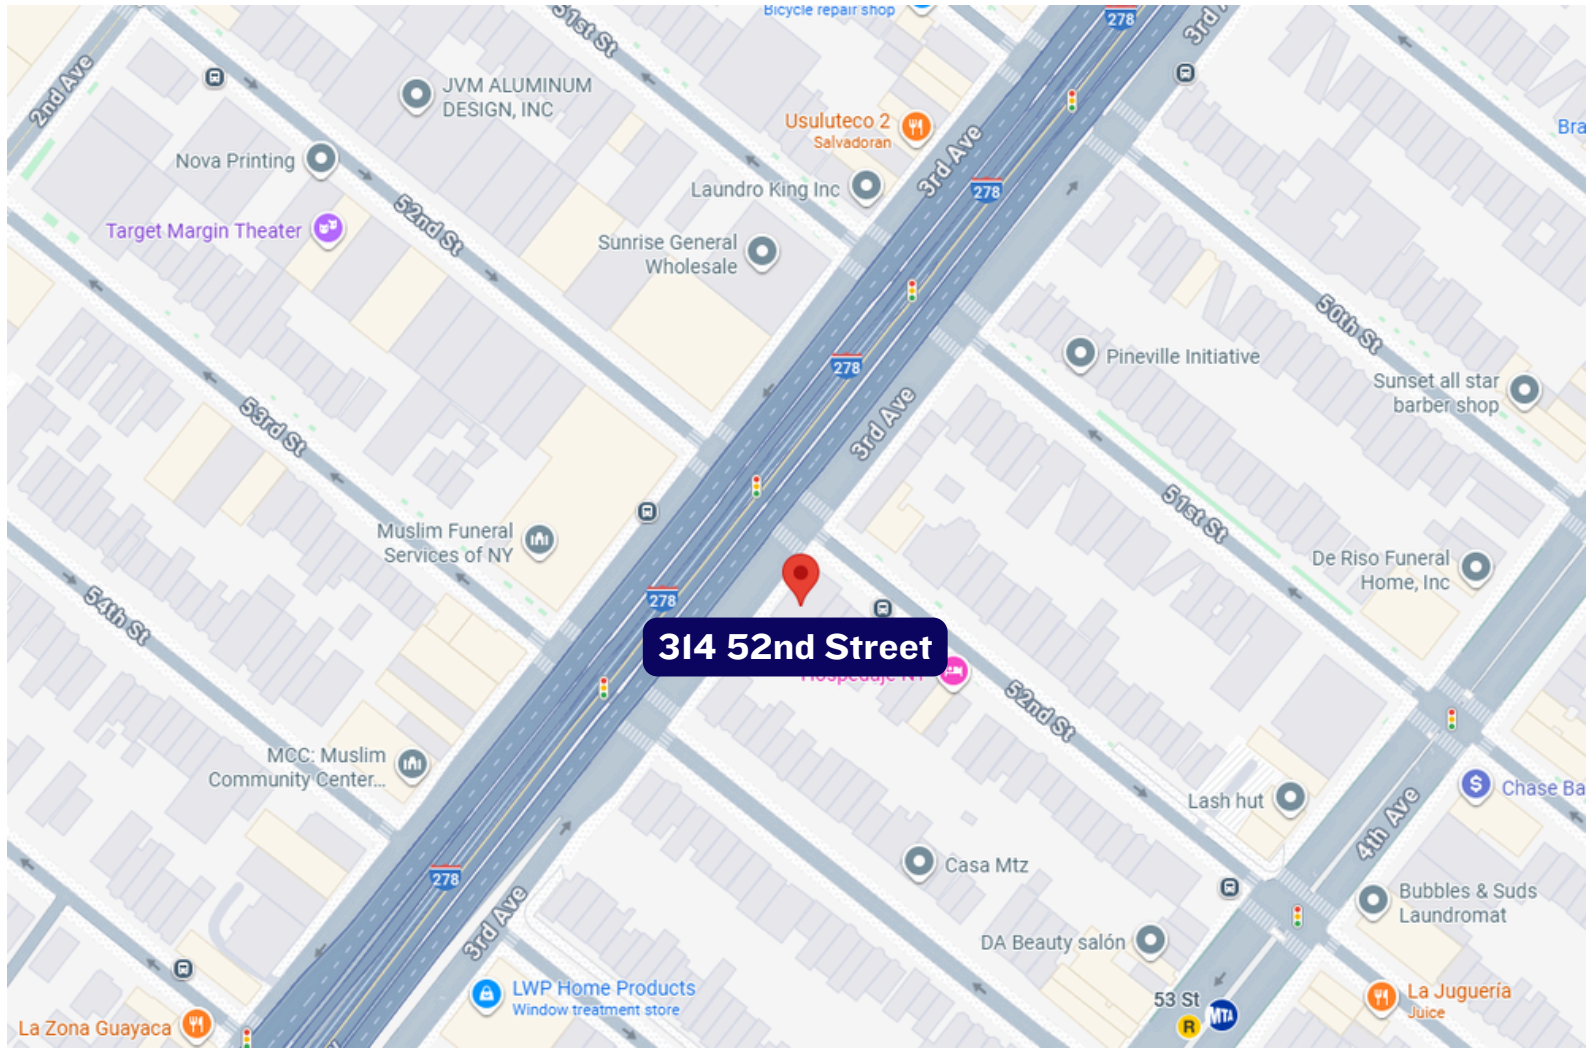 Bicycle repair shop
278
51st St
3rd
2nd Ave
JVM ALUMINUM
DESIGN, INC
Usuluteco 2
Salvadoran
3rd Ave
Bra
Nova Printing
Laundro King Inc
278
52nd St
Target Margin Theater
Sunrise General
Wholesale
50th St
278
Pineville Initiative
Sunset all star
barber shop
53rd St
3rd Ave
51st St
Muslim Funeral
Services of NY
De Riso Funeral
Home, Inc
54th St
278
314 52nd Street
Hospedaje NY
52nd St
MCC: Muslim
Community Center...
Chase Ba
Lash hut
4th Ave
Casa Mtz
278
Bubbles & Suds
Laundromat
3rd Ave
DA Beauty salón
LWP Home Products
Window treatment store
53 St
R
MTA
La Juguería
Juice
La Zona Guayaca